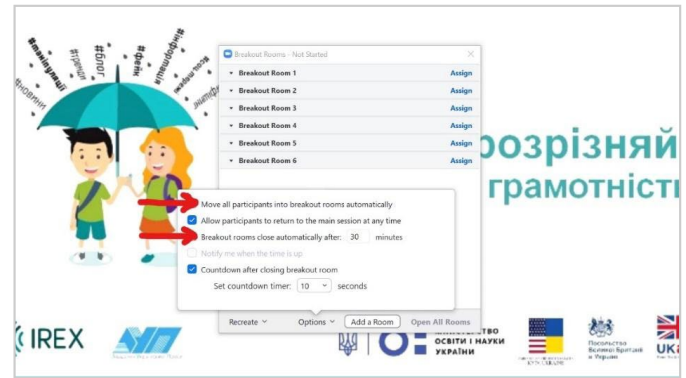 #новини
#маніпуляції
#тренди
#блог
#фейк
#інформація
#соц.мережі
Breakout Rooms - Not Started
Breakout Room 1 Assign
Breakout Room 2 Assign
Breakout Room 3 Assign
Breakout Room 4 Assign
Breakout Room 5 Assign
Breakout Room 6 Assign
розрізняй
грамотніст
Move all participants into breakout rooms automatically
Allow participants to return to the main session at any time
Breakout rooms close automatically after: 30 minutes
Notify me when the time is up
Countdown after closing breakout room
Set countdown timer: 10 seconds
Recreate Options Add a Room Open All Rooms
IREX
ОСВІТИ І НАУКИ
УКРАЇНИ
Посольство
Великої Британії
в Україні
UK